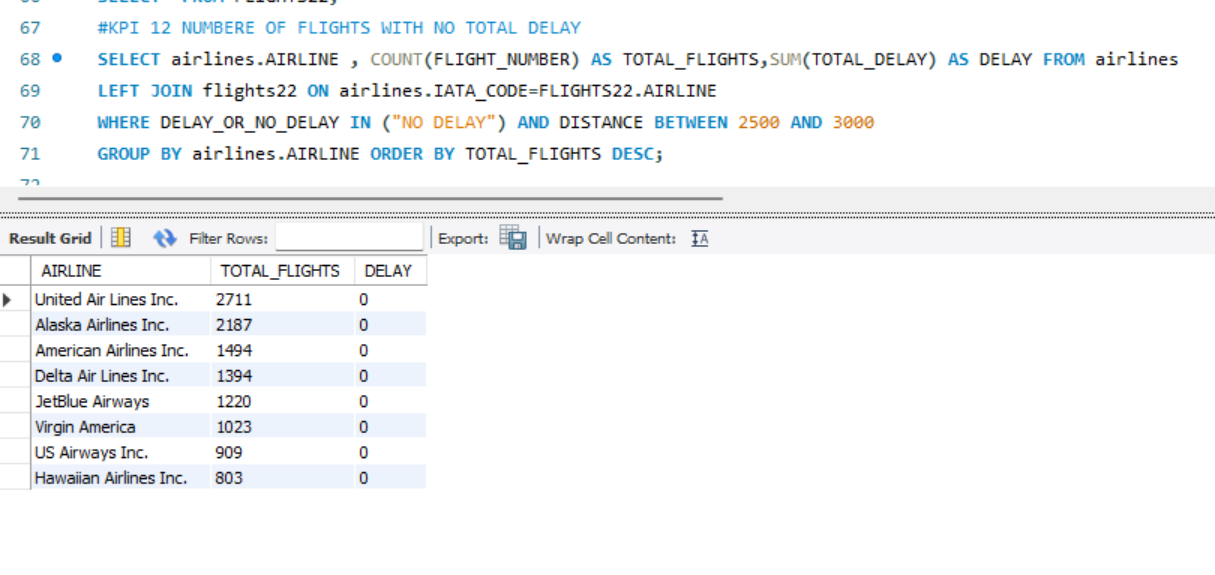 67 #KPI 12 NUMBERE OF FLIGHTS WITH NO TOTAL DELAY
68 SELECT airlines.AIRLINE , COUNT(FLIGHT_NUMBER) AS TOTAL_FLIGHTS,SUM(TOTAL_DELAY) AS DELAY FROM airlines
69 LEFT JOIN flights22 ON airlines.IATA_CODE=FLIGHTS22.AIRLINE
70 WHERE DELAY_OR_NO_DELAY IN ("NO DELAY") AND DISTANCE BETWEEN 2500 AND 3000
71 GROUP BY airlines.AIRLINE ORDER BY TOTAL_FLIGHTS DESC;
Result Grid Filter Rows: Export: Wrap Cell Content: IA
AIRLINE TOTAL_FLIGHTS DELAY
United Air Lines Inc. 2711 0
Alaska Airlines Inc. 2187 0
American Airlines Inc. 1494 0
Delta Air Lines Inc. 1394 0
JetBlue Airways 1220 0
Virgin America 1023 0
US Airways Inc. 909 0
Hawaiian Airlines Inc. 803 0